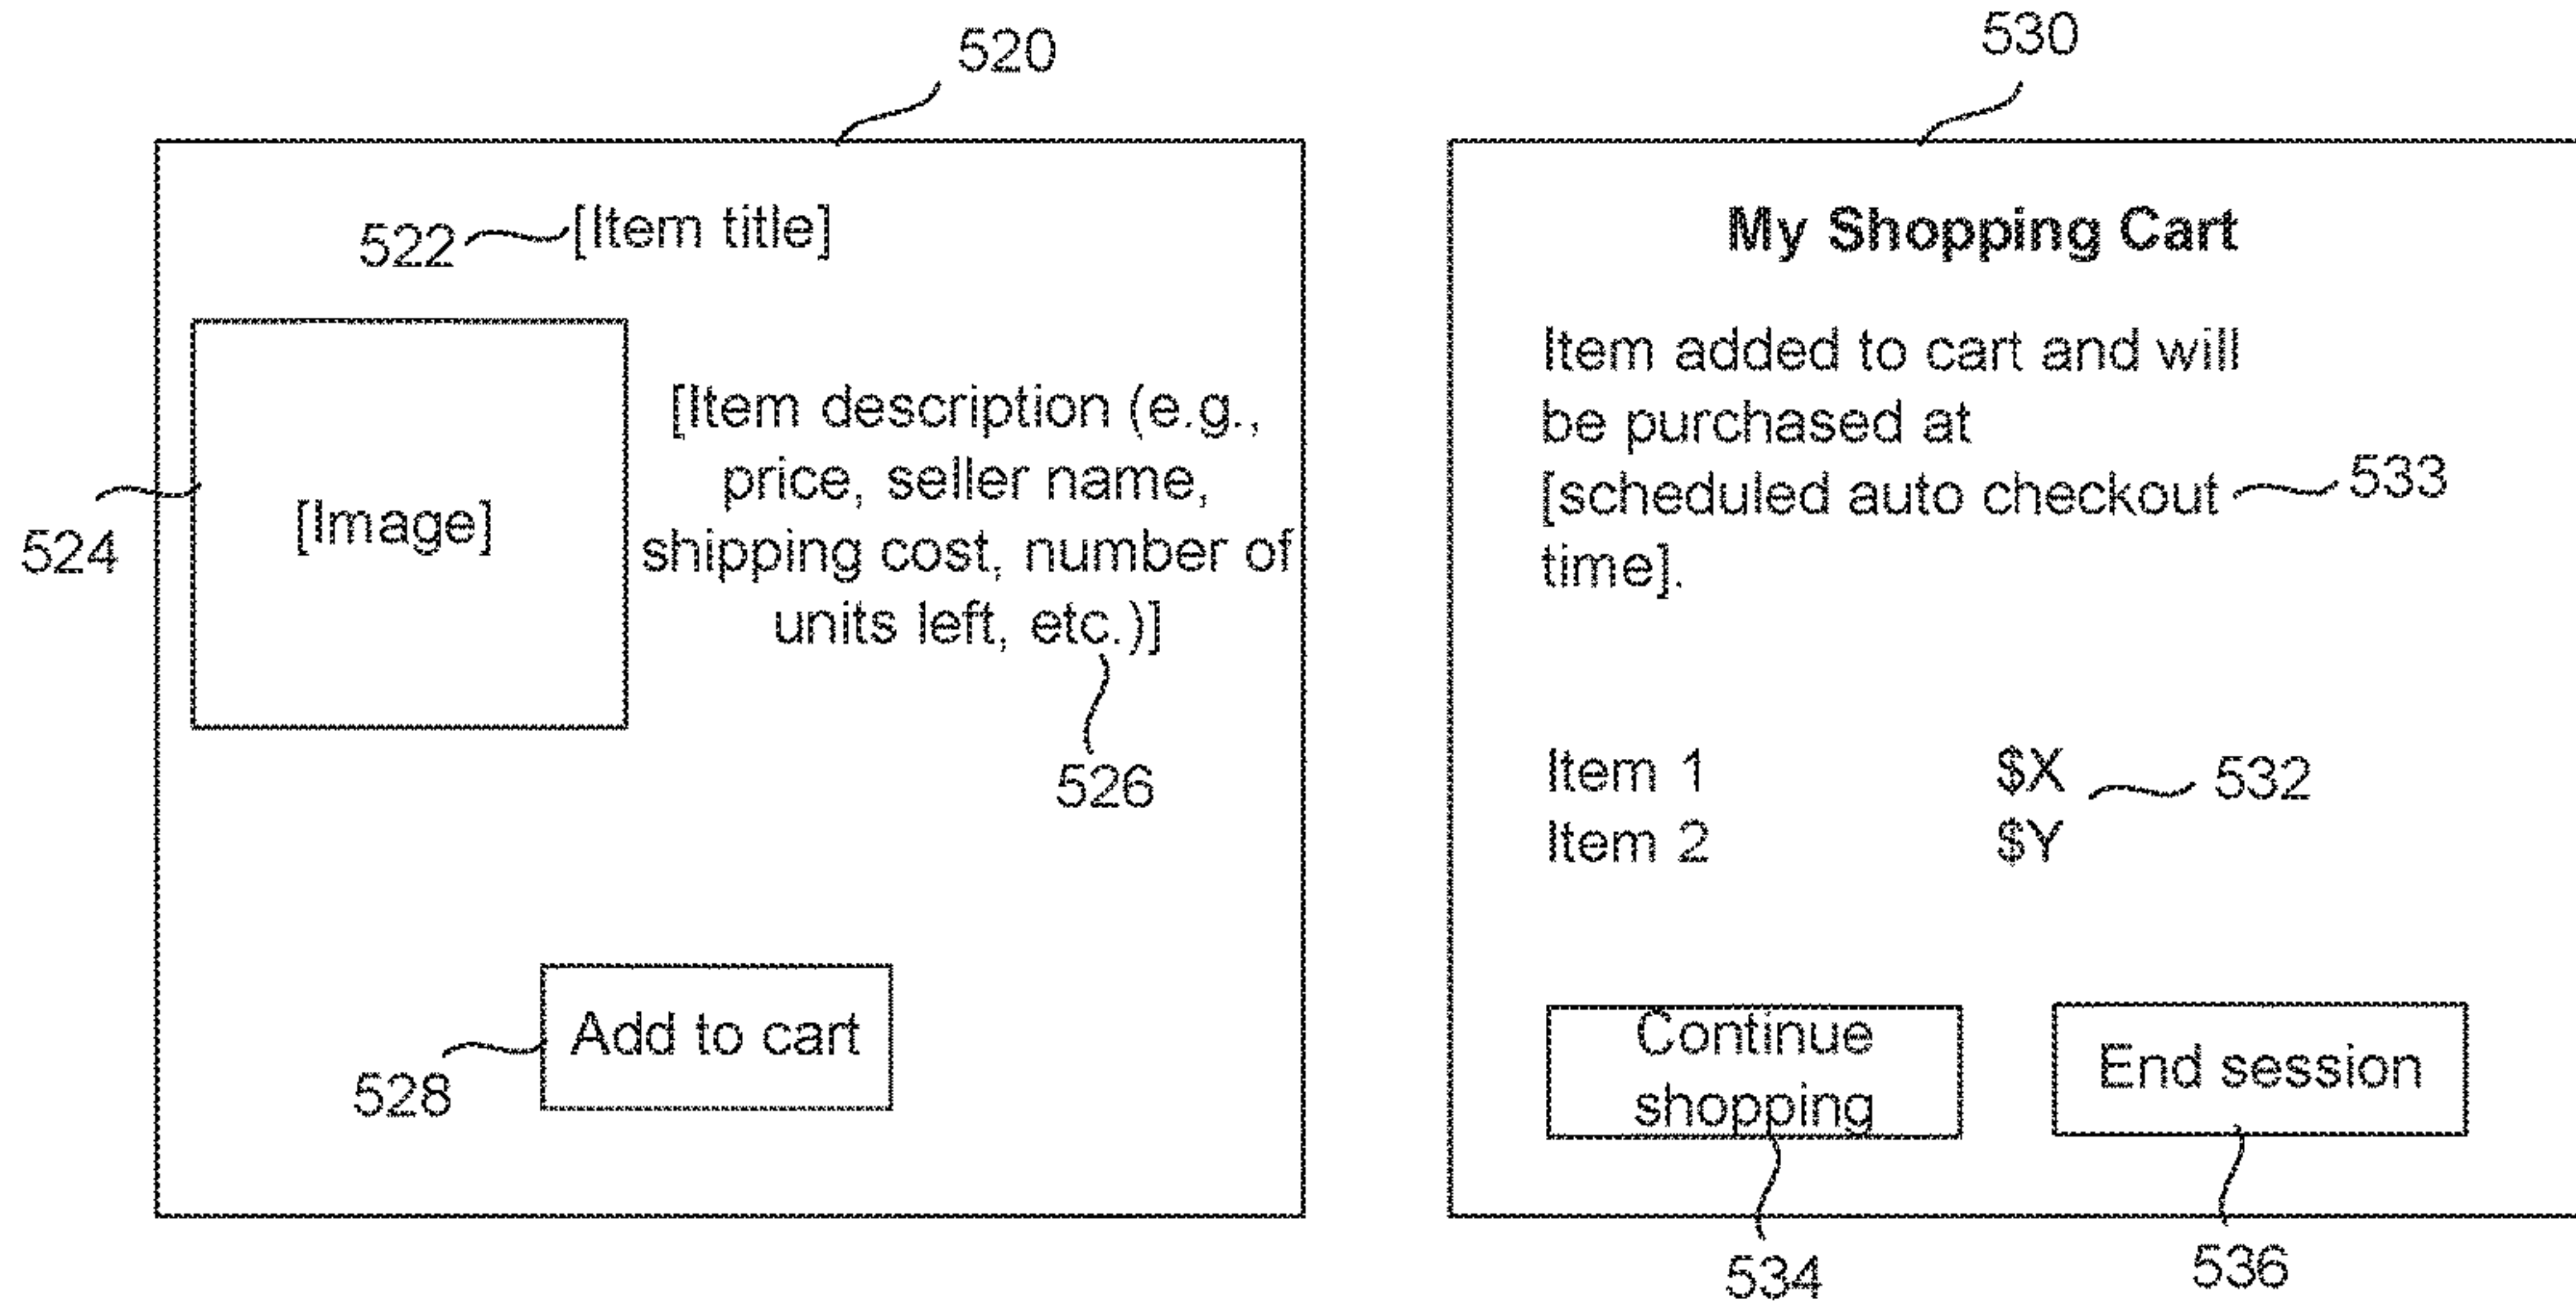 520
522 [Item title]
524
[Image]
[Item description (e.g.,
price, seller name,
shipping cost, number of
units left, etc.)]
526
528
Add to cart
530
My Shopping Cart
Item added to cart and will
be purchased at
[scheduled auto checkout 533
time].
Item 1 $X 532
Item 2 $Y
Continue
shopping
End session
534
536